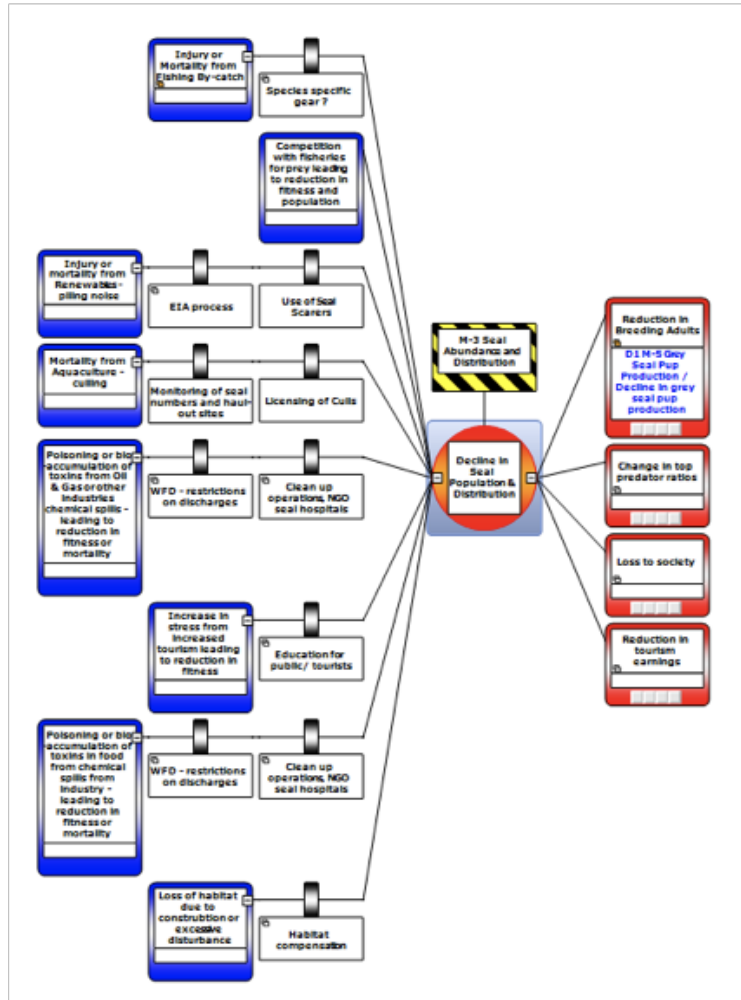 Injury or
Mortality from
Fishing By-catch
Species specific
gear ?
Competition
with fisheries
for prey leading
to reduction in
fitness and
population
Injury or
mortality from
Renewables-
piling noise
EIA process
Use of Seal
Scarers
Mortality from
Aquaculture -
culling
Monitoring of seal
numbers and haul-
out sites
Licensing of Culls
Poisoning or bio
-accumulation of
toxins from Oil
& Gas or other
Industries
chemical spills -
leading to
reduction in
fitness or
mortality
WFD - restrictions
on discharges
Clean up
operations, NGO
seal hospitals
Increase in
stress from
increased
tourism leading
to reduction in
fitness
Education for
public/ tourists
Poisoning or bio
-accumulation of
toxins in food
from chemical
spills from
industry -
leading to
reduction in
fitness or
mortality
WFD - restrictions
on discharges
Clean up
operations, NGO
seal hospitals
Loss of habitat
due to
construbtion or
excessive
disturbance
Habitat
compensation
M-3 Seal
Abundance and
Distribution
Decline in
Seal
Population &
Distribution
Reduction in
Breeding Adults
D1 M-5 Grey
Seal Pup
Production /
Decline in grey
seal pup
production
Change in top
predator ratios
Loss to society
Reduction in
tourism
earnings